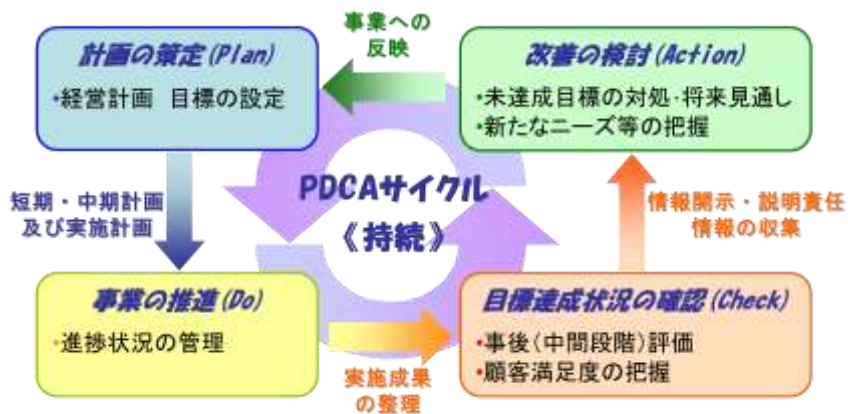 計画の策定(Plan)
・経営計画 目標の設定
事業への
反映
改善の検討(Action)
・未達成目標の対処・将来見通し
・新たなニーズ等の把握
短期・中期計画
及び実施計画
PDCAサイクル
《持続》
情報開示・説明責任
情報の収集
事業の推進(Do)
・進捗状況の管理
実施成果
の整理
目標達成状況の確認(Check)
・事後(中間段階)評価
・顧客満足度の把握